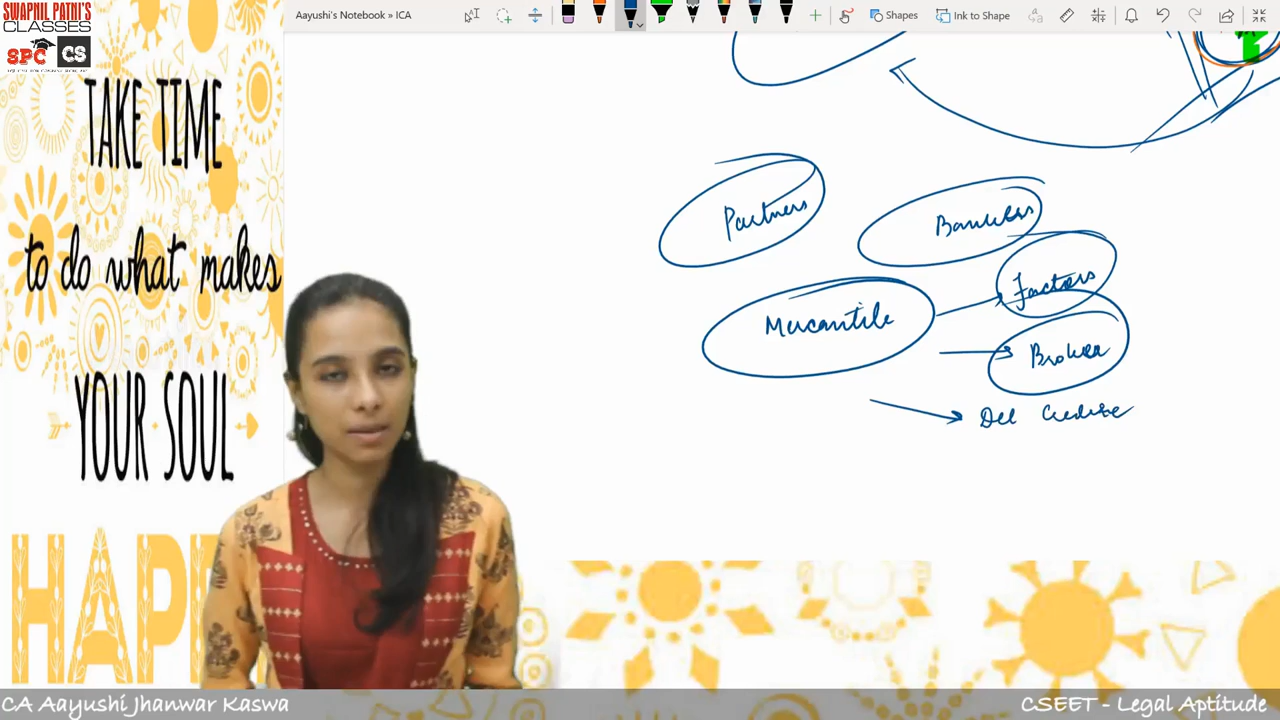 SWAPNIL PATNI'S
CLASSES
SPC CS
Aayushi's Notebook » ICA
Shapes
Ink to Shape
TAKE TIME
to do what makes
YOUR SOUL
HAPP
Partners
Bankers
Factors
Mercantile
Broker
Del Credere
CA Aayushi Jhanwar Kaswa
CSEET - Legal Aptitude